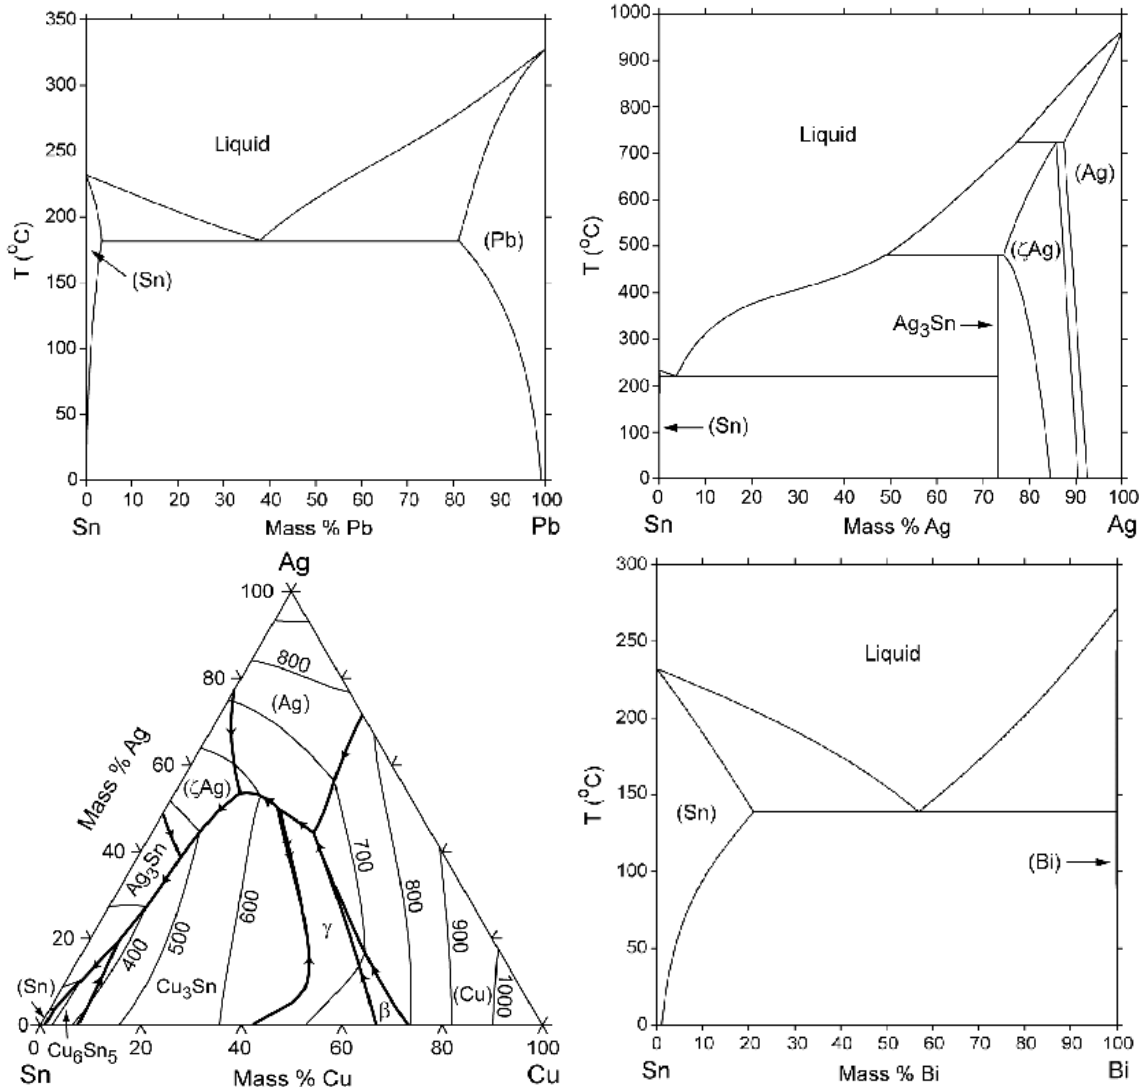 350
300
250
200
150
100
50
0
T (°C)
Liquid
(Pb)
(Sn)
0 10 20 30 40 50 60 70 80 90 100
Sn Mass % Pb Pb
1000
900
800
700
600
500
400
300
200
100
0
T (°C)
Liquid
(Ag)
(ζAg)
Ag3Sn
(Sn)
0 10 20 30 40 50 60 70 80 90 100
Sn Mass % Ag Ag
Ag
100
80
60
40
20
0
Mass % Ag
800
(Ag)
(ζAg)
Ag3Sn
700
800
600
900
500
400
γ
1000
Cu3Sn
(Cu)
β
(Sn)
Cu6Sn5
0 20 40 60 80 100
Sn Mass % Cu Cu
300
250
200
150
100
50
0
T (°C)
Liquid
(Sn)
(Bi)
0 10 20 30 40 50 60 70 80 90 100
Sn Mass % Bi Bi